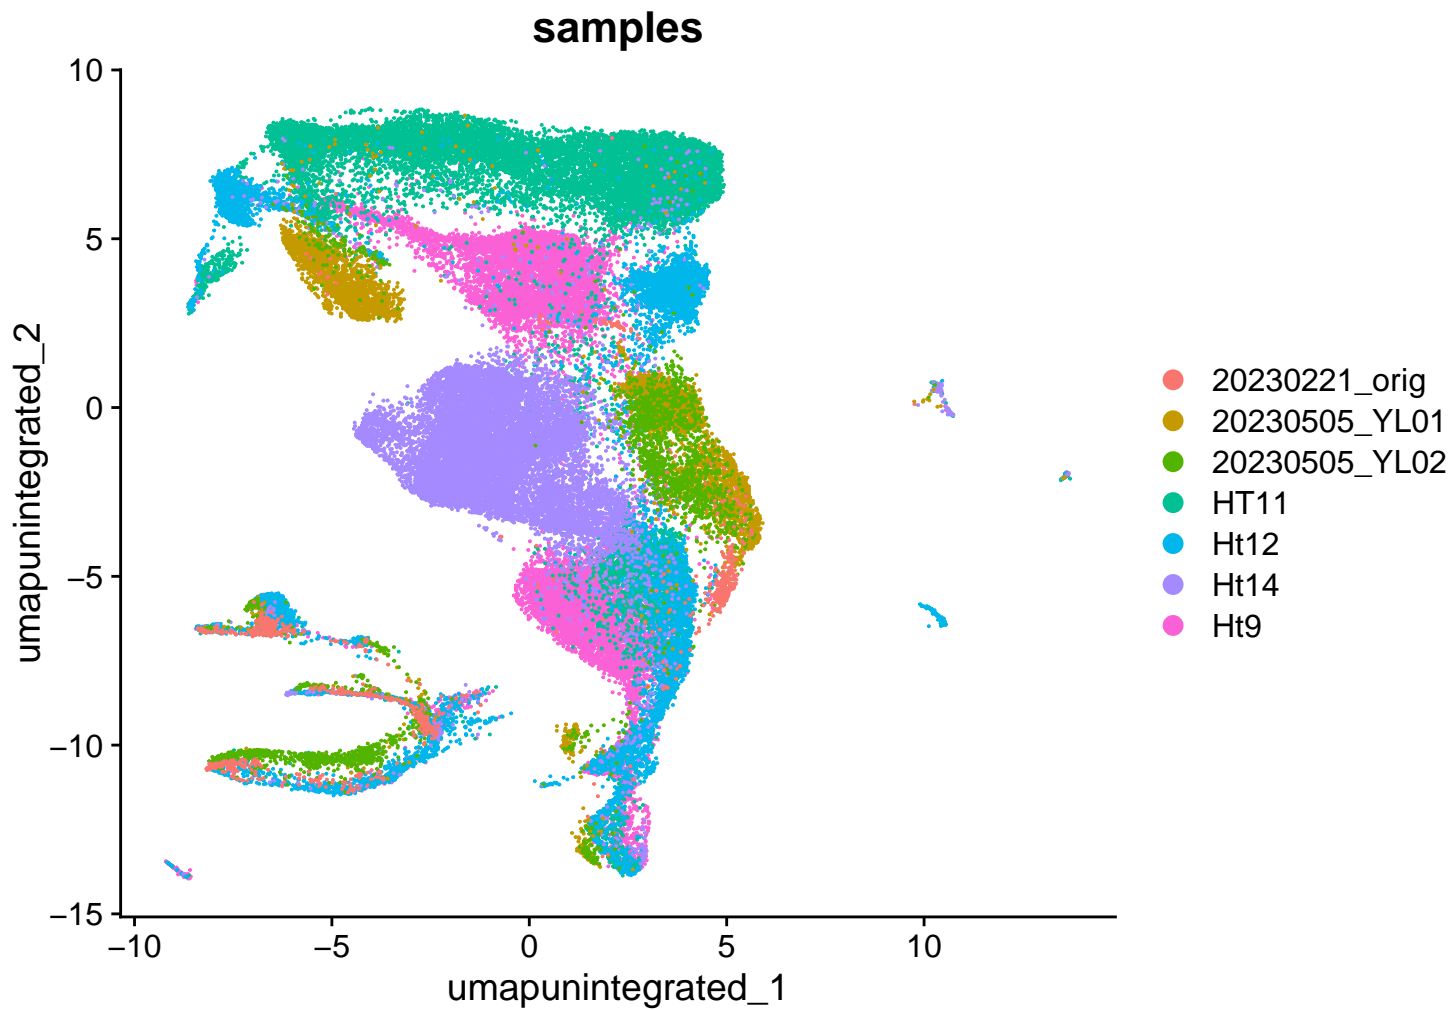 samples
10
5
0
−5
−10
−15
−10
−5
0
5
10
umapunintegrated_1
umapunintegrated_2
20230221_orig
20230505_YL01
20230505_YL02
HT11
Ht12
Ht14
Ht9